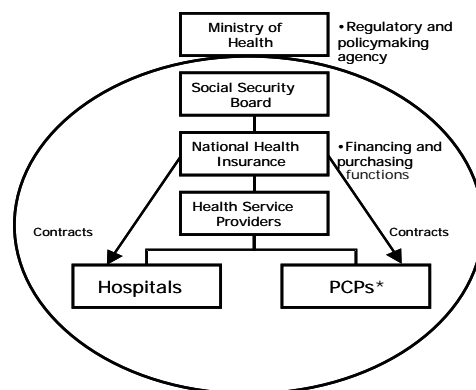 Ministry of
Health
•Regulatory and
policymaking
agency
Social Security
Board
National Health
Insurance
•Financing and
purchasing
functions
Health Service
Providers
Contracts
Contracts
Hospitals
PCPs*